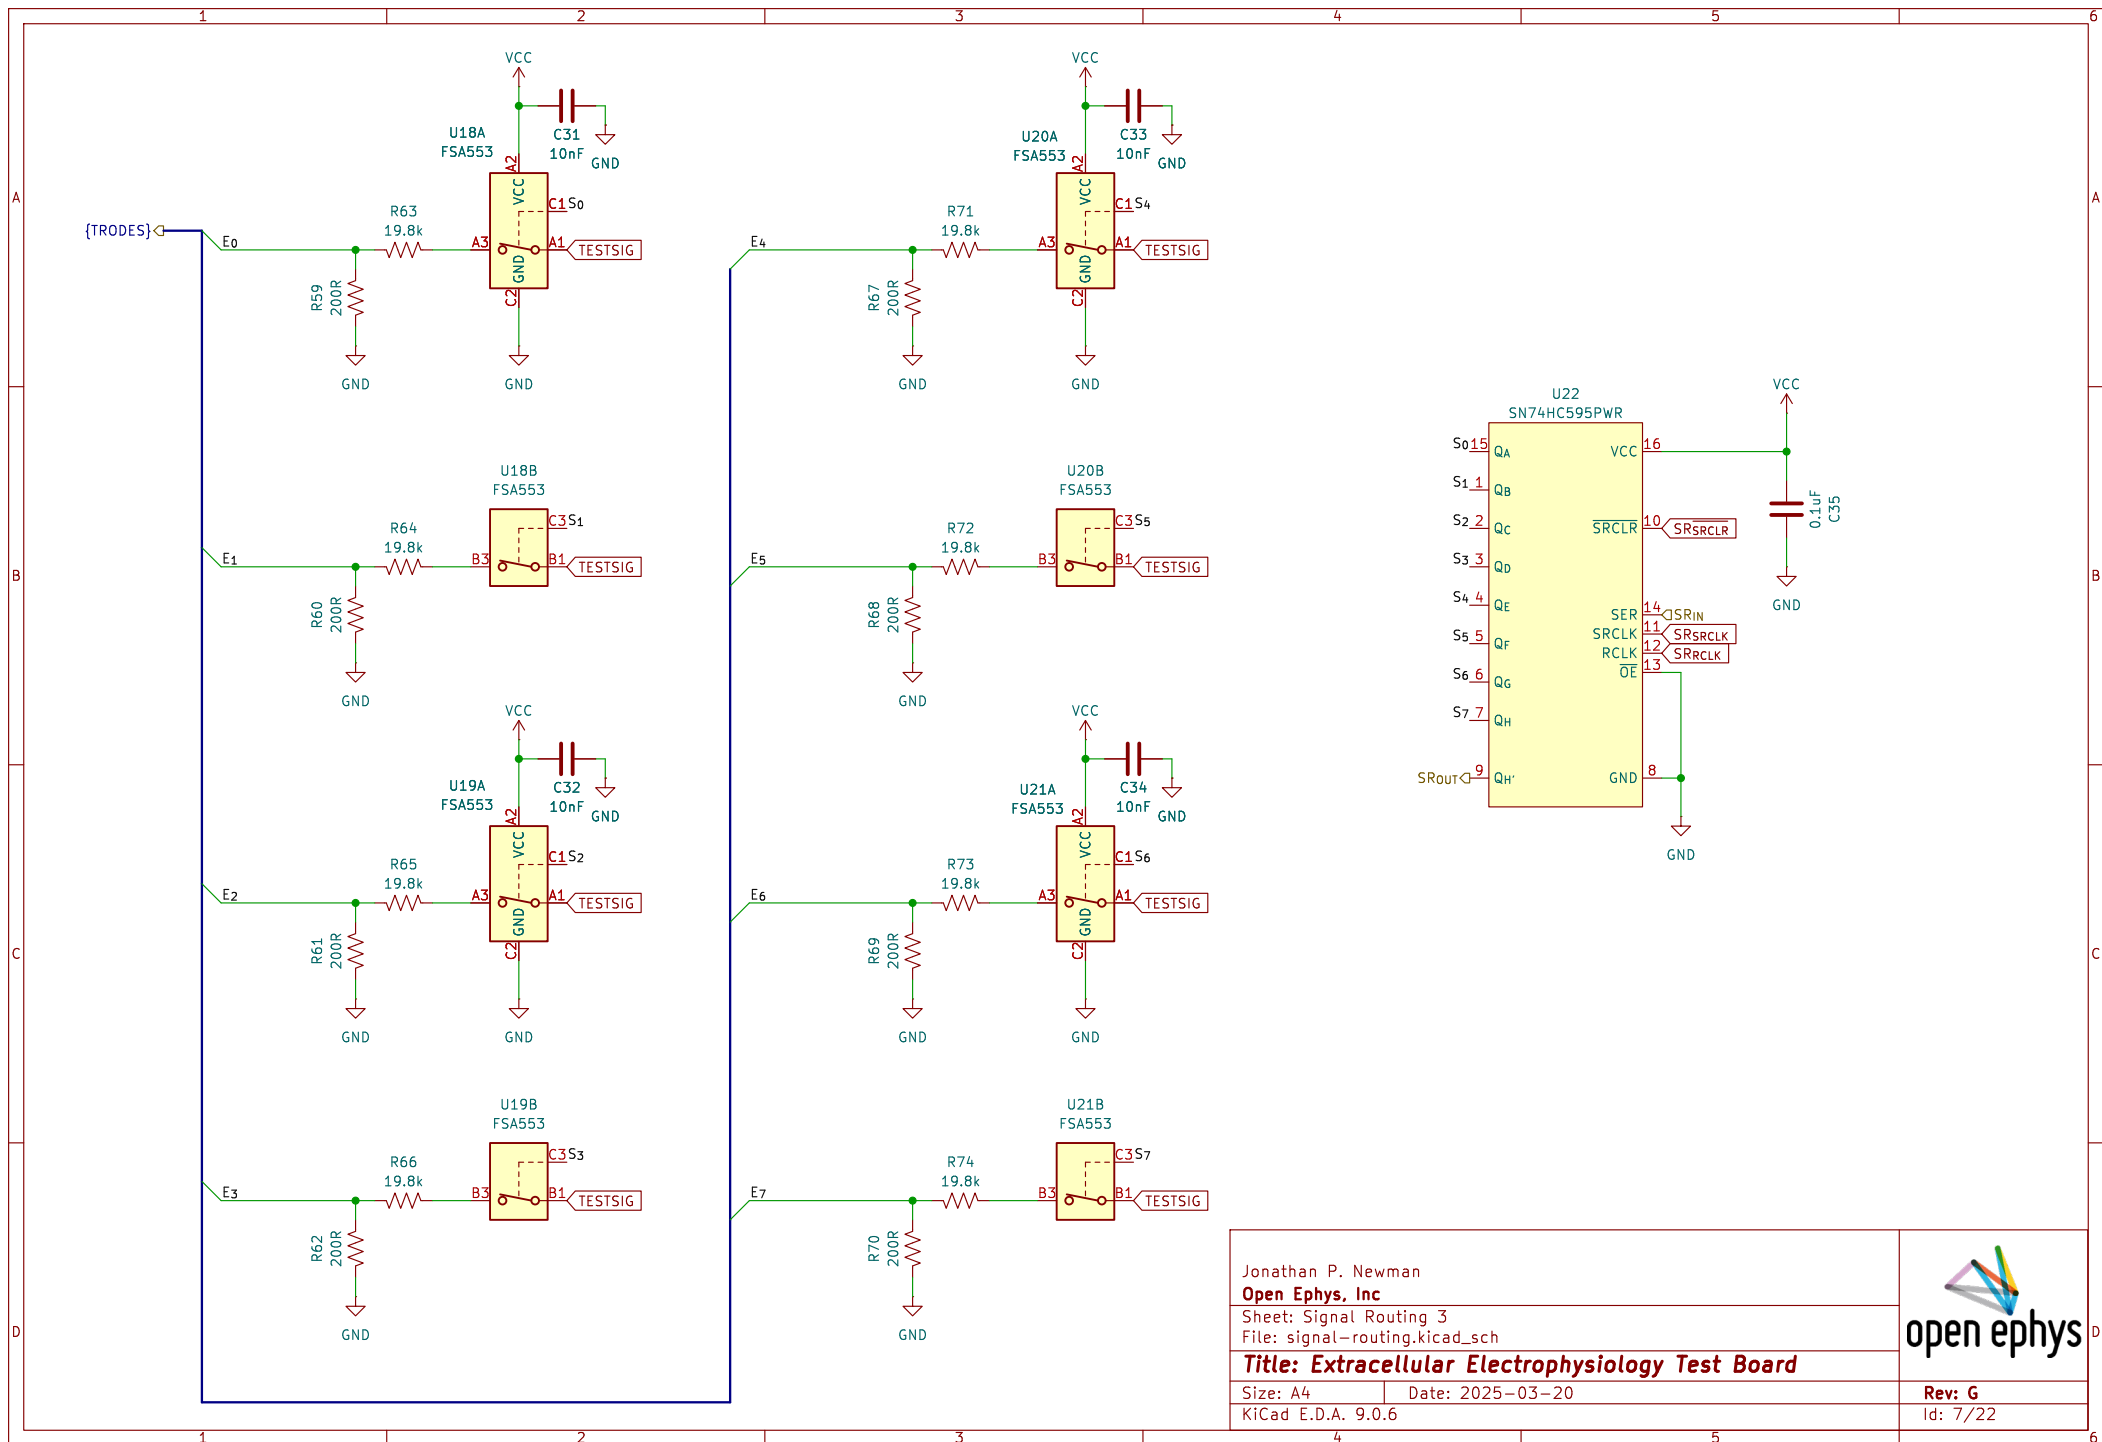 1 2 3 4 5 6
A
B
C
D
A
B
C
D
{TRODES}
VCC
C31
10nF
GND
U18A
FSA553
A2
VCC
C1 S0
E0
R63
19.8k
A3
A1
TESTSIG
GND
C2
R59
200R
GND
GND
U18B
FSA553
C3 S1
E1
R64
19.8k
B3
B1
TESTSIG
R60
200R
GND
VCC
C32
10nF
GND
U19A
FSA553
A2
VCC
C1 S2
E2
R65
19.8k
A3
A1
TESTSIG
GND
C2
R61
200R
GND
GND
U19B
FSA553
C3 S3
E3
R66
19.8k
B3
B1
TESTSIG
R62
200R
GND
VCC
C33
10nF
GND
U20A
FSA553
A2
VCC
C1 S4
E4
R71
19.8k
A3
A1
TESTSIG
GND
C2
R67
200R
GND
GND
U20B
FSA553
C3 S5
E5
R72
19.8k
B3
B1
TESTSIG
R68
200R
GND
VCC
C34
10nF
GND
U21A
FSA553
A2
VCC
C1 S6
E6
R73
19.8k
A3
A1
TESTSIG
GND
C2
R69
200R
GND
GND
U21B
FSA553
C3 S7
E7
R74
19.8k
B3
B1
TESTSIG
R70
200R
GND
U22
SN74HC595PWR
S0 15 QA
S1 1 QB
S2 2 QC
S3 3 QD
S4 4 QE
S5 5 QF
S6 6 QG
S7 7 QH
SROUT 9 QH'
VCC 16
SRCLR 10 SRSRCLR
SER 14 SRIN
SRCLK 11 SRSRCLK
RCLK 12 SRRCLK
OE 13
GND 8
GND
VCC
0.1uF
C35
GND
Jonathan P. Newman
Open Ephys, Inc
Sheet: Signal Routing 3
File: signal-routing.kicad_sch
Title: Extracellular Electrophysiology Test Board
Size: A4 Date: 2025-03-20
KiCad E.D.A. 9.0.6
open ephys
Rev: G
Id: 7/22
1 2 3 4 5 6